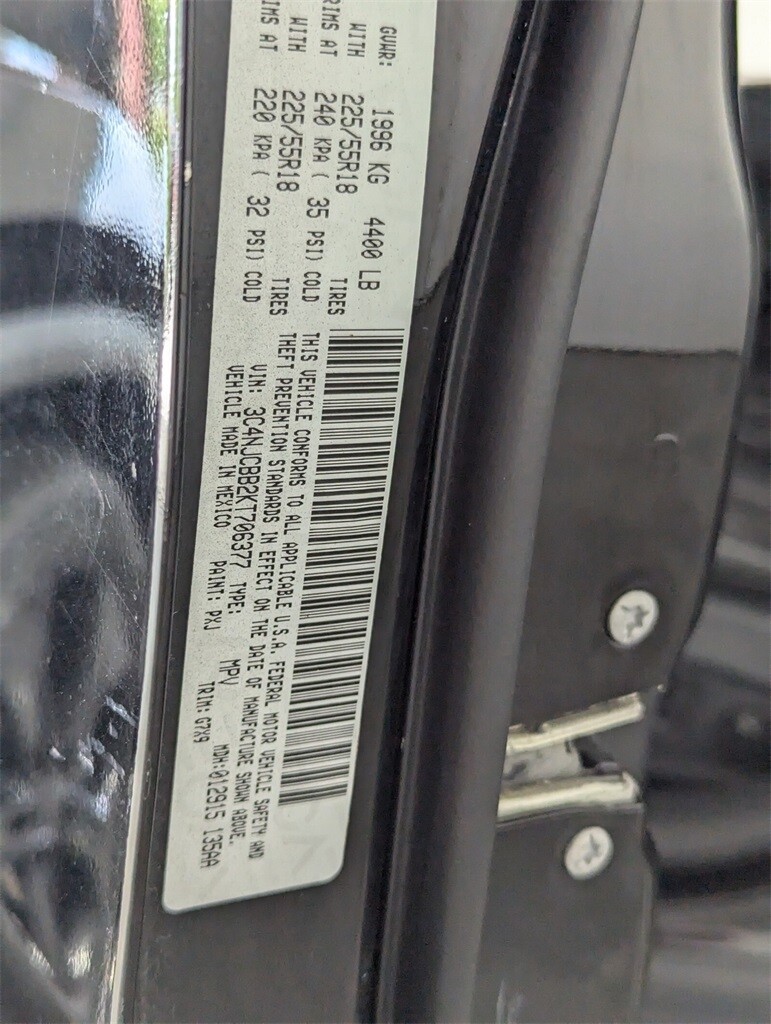 GVWR: 1996 KG 4400 LB
WITH 225/55R18 TIRES
RIMS AT 240 KPA ( 35 PSI) COLD
WITH 225/55R18 TIRES
RIMS AT 220 KPA ( 32 PSI) COLD
THIS VEHICLE CONFORMS TO ALL APPLICABLE U.S.A. FEDERAL MOTOR VEHICLE SAFETY AND
THEFT PREVENTION STANDARDS IN EFFECT ON THE DATE OF MANUFACTURE SHOWN ABOVE.
VIN: 3C4NJCBB2KT706377 TYPE: MPV MDH:012915 135AA
VEHICLE MADE IN MEXICO PAINT: PXJ TRIM: G7X9